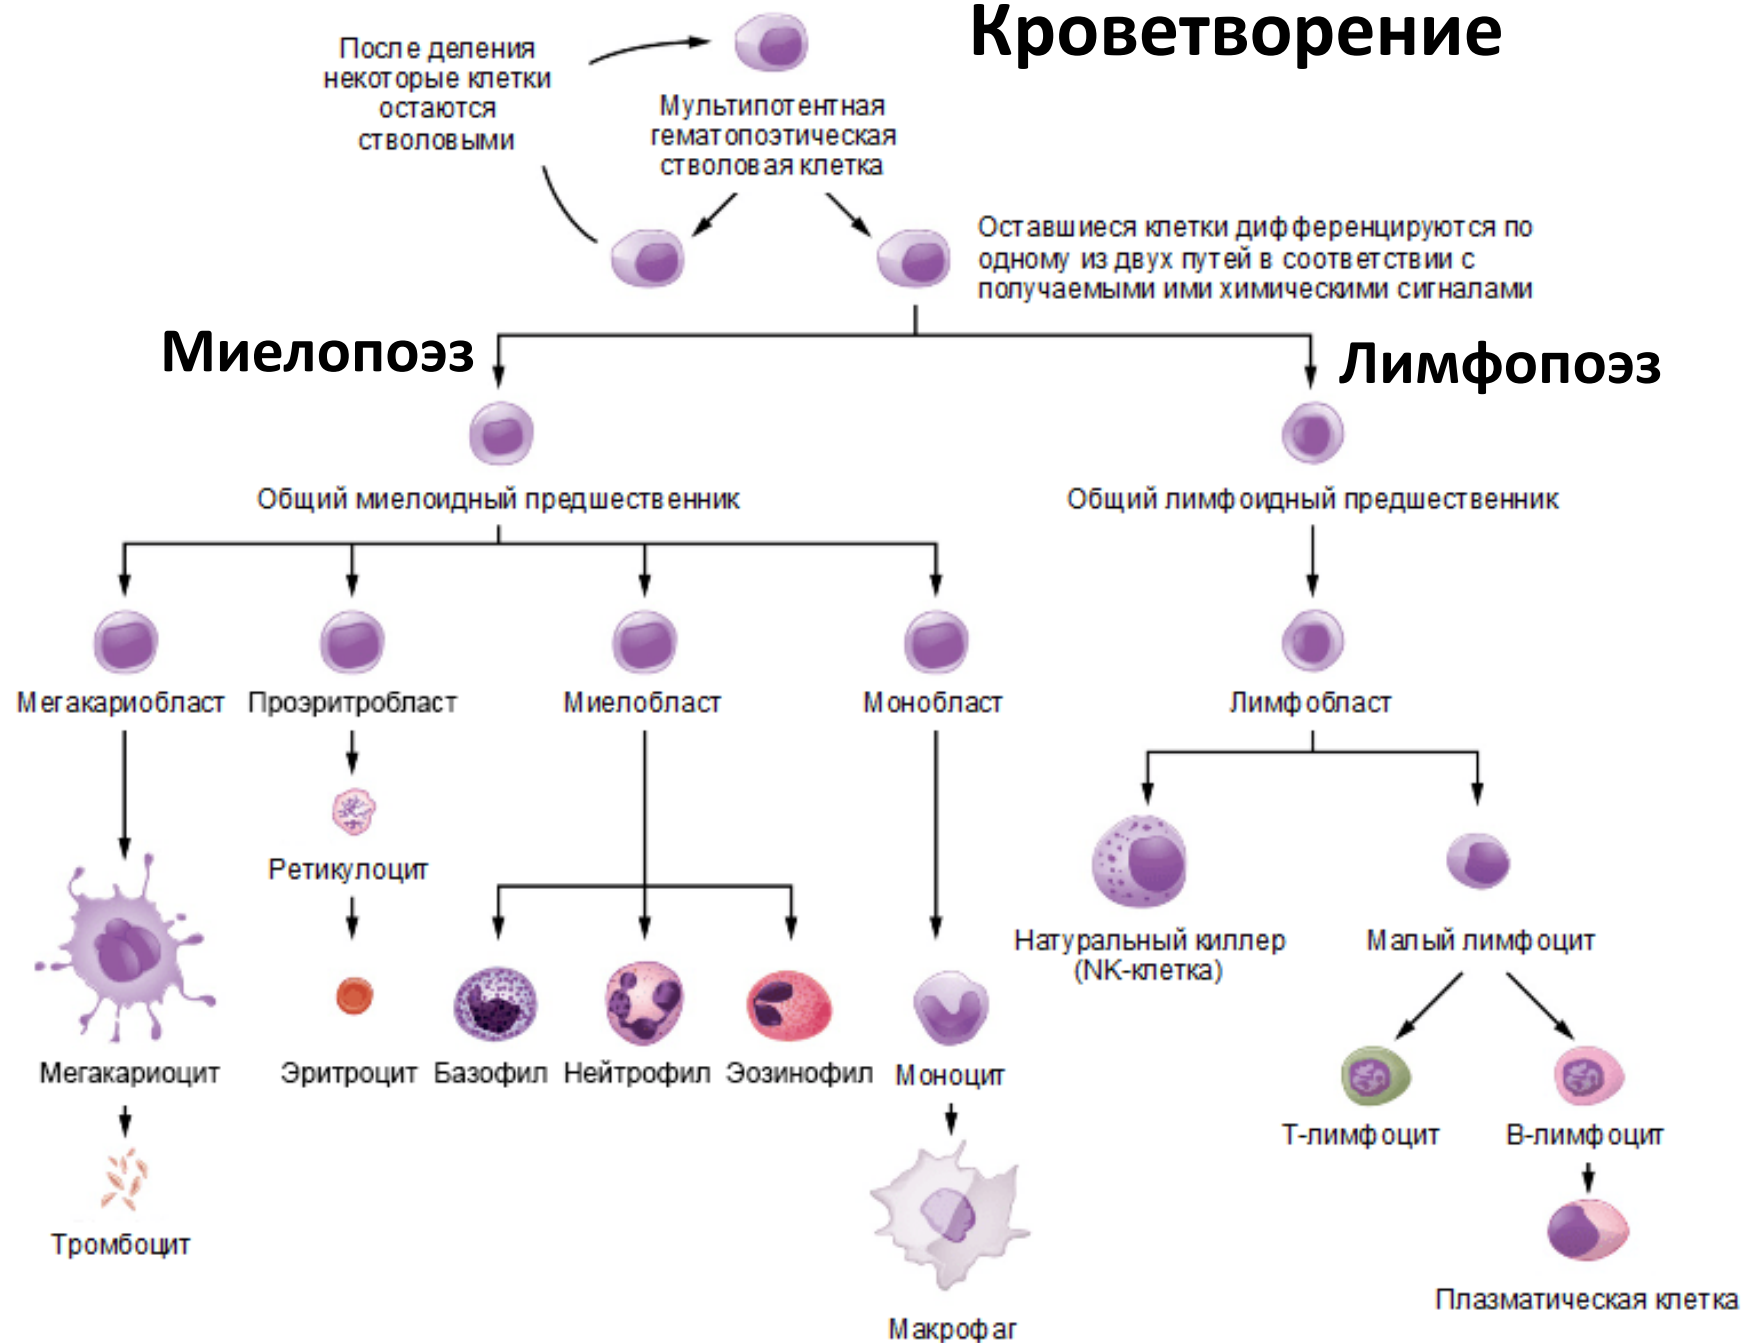 Кроветворение
После деления
некоторые клетки
остаются
стволовыми
Мультипотентная
гематопоэтическая
стволовая клетка
Оставшиеся клетки дифференцируются по
одному из двух путей в соответствии с
получаемыми ими химическими сигналами
Миелопоэз
Лимфопоэз
Общий миелоидный предшественник
Общий лимфоидный предшественник
Мегакариобласт
Проэритробласт
Миелобласт
Монобласт
Лимфобласт
Ретикулоцит
Натуральный киллер
(NK-клетка)
Малый лимфоцит
Мегакариоцит
Эритроцит
Базофил
Нейтрофил
Эозинофил
Моноцит
Т-лимфоцит
В-лимфоцит
Тромбоцит
Макрофаг
Плазматическая клетка